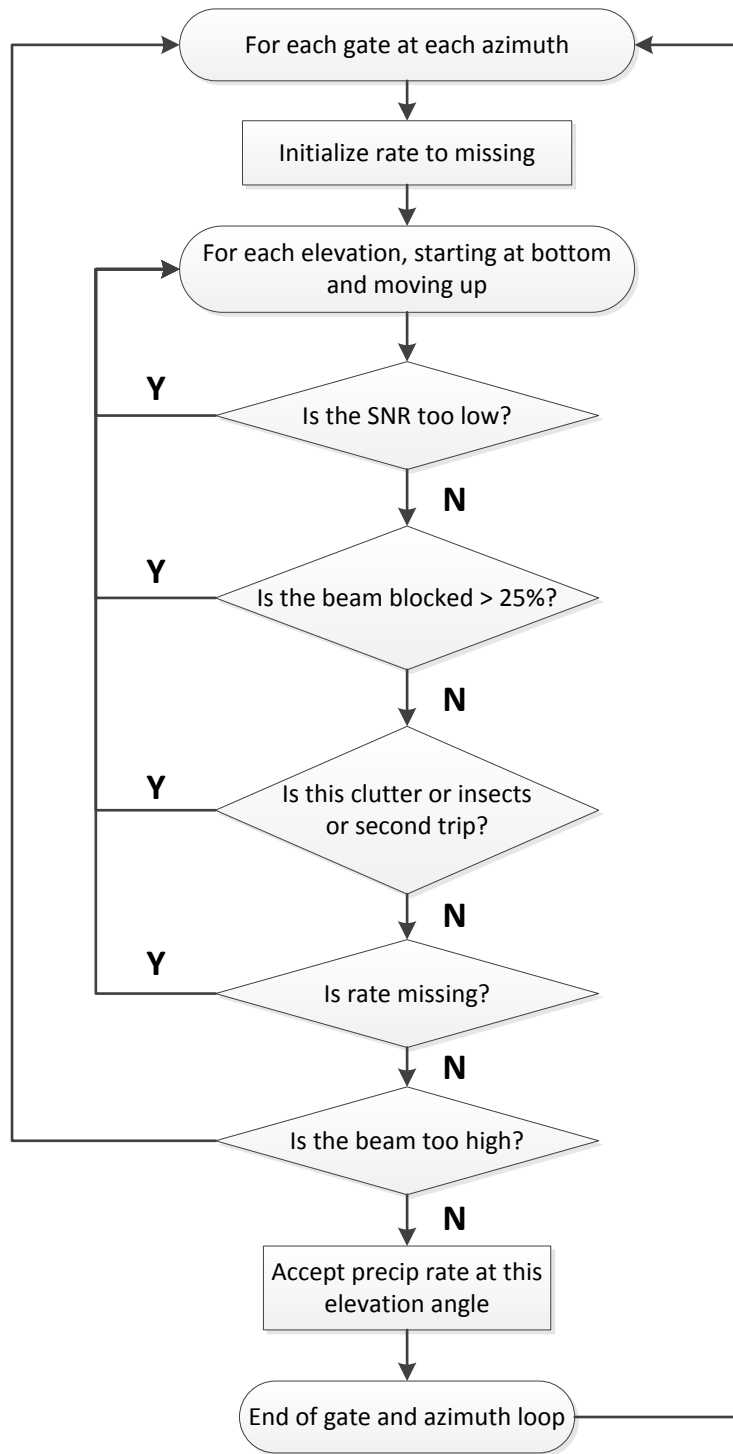 For each gate at each azimuth
Initialize rate to missing
For each elevation, starting at bottom
and moving up
Y
Is the SNR too low?
N
Y
Is the beam blocked > 25%?
N
Y
Is this clutter or insects
or second trip?
N
Y
Is rate missing?
N
Is the beam too high?
N
Accept precip rate at this
elevation angle
End of gate and azimuth loop